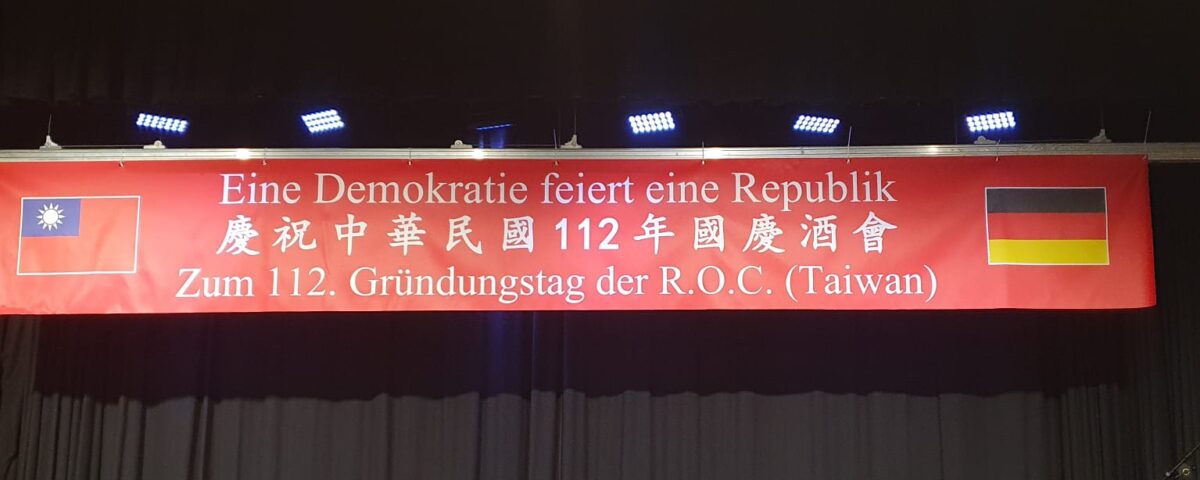 Eine Demokratie feiert eine Republik
慶祝中華民國112年國慶酒會
Zum 112. Gründungstag der R.O.C. (Taiwan)